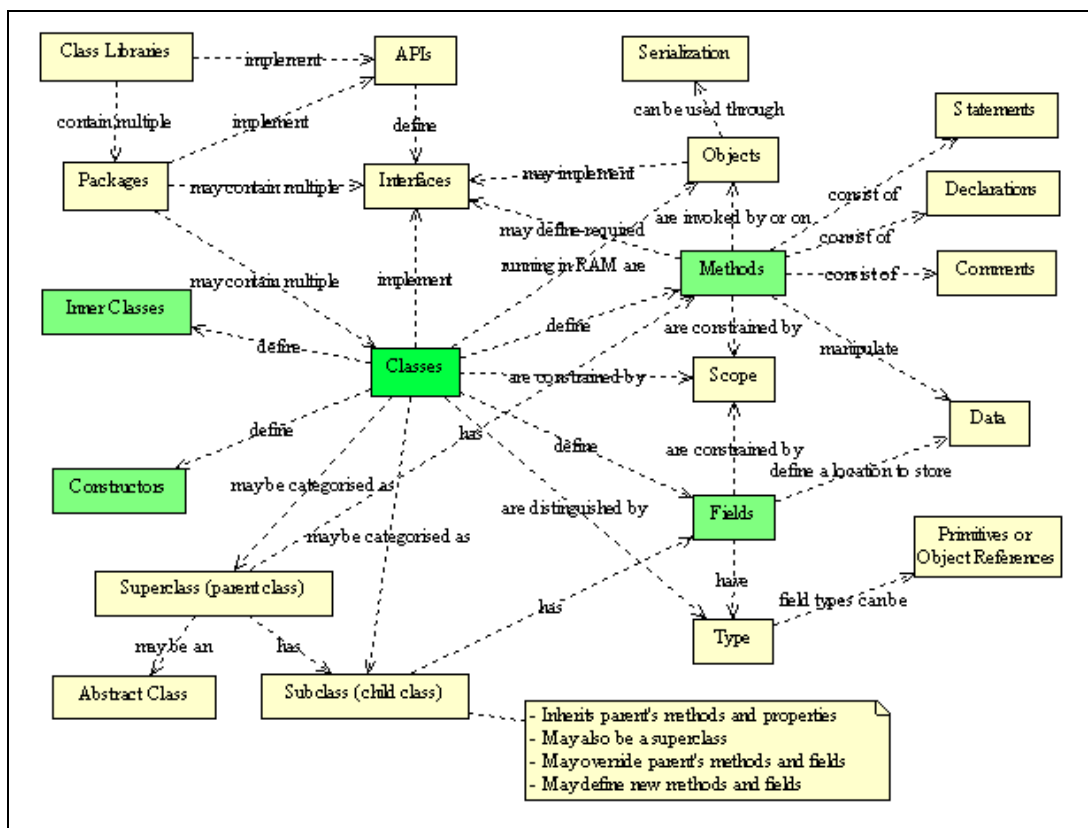 Class Libraries
implement
APIs
Serialization
contain multiple
implement
define
can be used through
Statements
Packages
may contain multiple
Interfaces
may implement
Objects
consist of
Declarations
may define required
are invoked by or on
consist of
may contain multiple
implement
running in RAM are
Methods
consist of
Comments
Inner Classes
define
define
are constrained by
manipulate
Classes
are constrained by
Scope
Data
define
has
define
are constrained by
define a location to store
Constructors
may be categorised as
are distinguished by
Fields
may be categorised as
Primitives or
Object References
Superclass (parent class)
has
have
field types can be
may be an
has
Type
Abstract Class
Subclass (child class)
- Inherits parent's methods and properties
- May also be a superclass
- May override parent's methods and fields
- May define new methods and fields